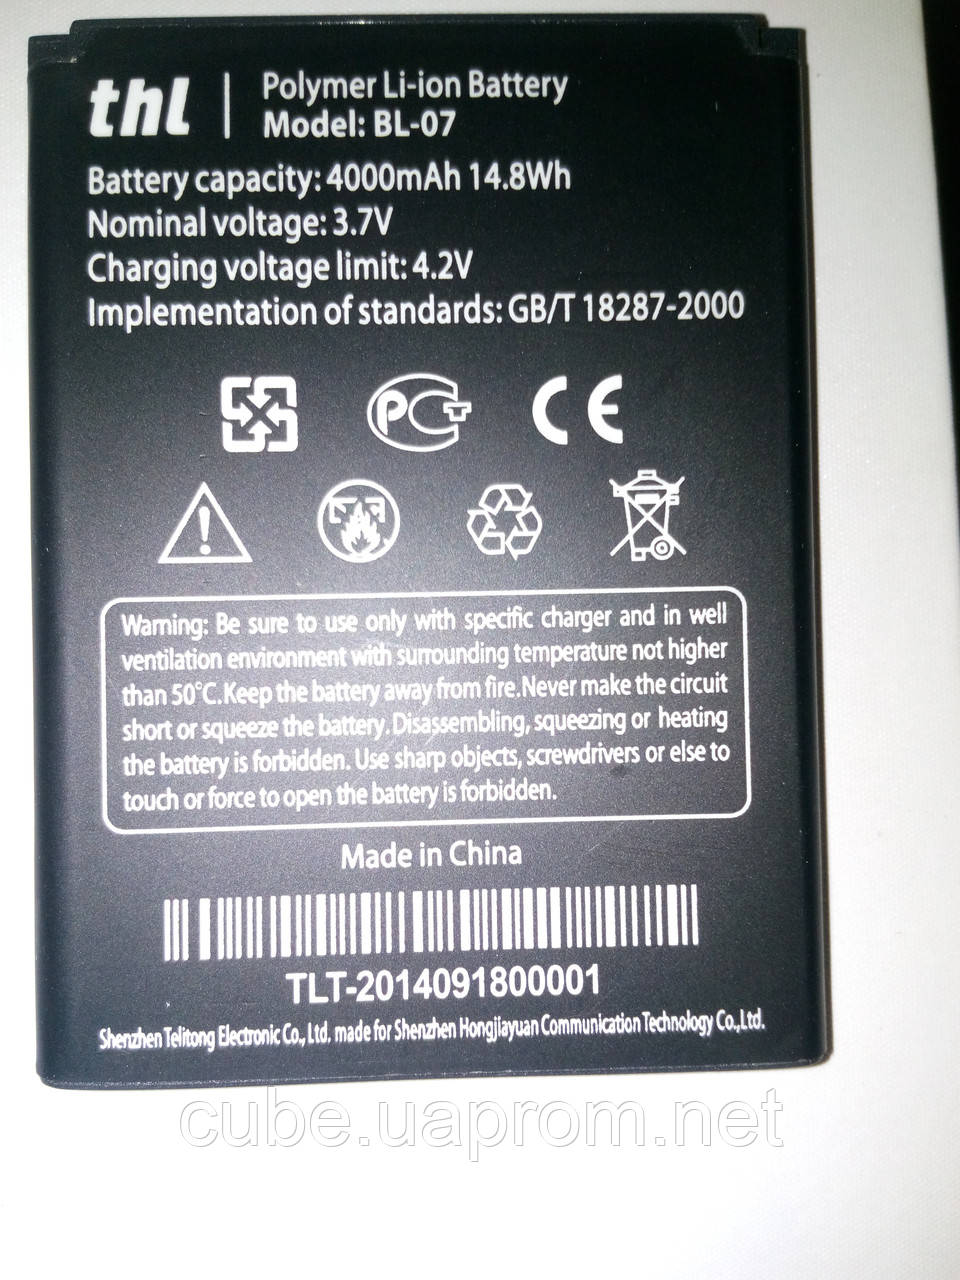 thl
Polymer Li-ion Battery
Model: BL-07
Battery capacity: 4000mAh 14.8Wh
Nominal voltage: 3.7V
Charging voltage limit: 4.2V
Implementation of standards: GB/T 18287-2000
PCT CE
Warning: Be sure to use only with specific charger and in well
ventilation environment with surrounding temperature not higher
than 50°C.Keep the battery away from fire.Never make the circuit
short or squeeze the battery.Disassembling, squeezing or heating
the battery is forbidden. Use sharp objects, screwdrivers or else to
touch or force to open the battery is forbidden.
Made in China
TLT-2014091800001
Shenzhen Telitong Electronic Co., Ltd. made for Shenzhen Hongjiayuan Communication Technology Co.,Ltd.
cube.uaprom.net